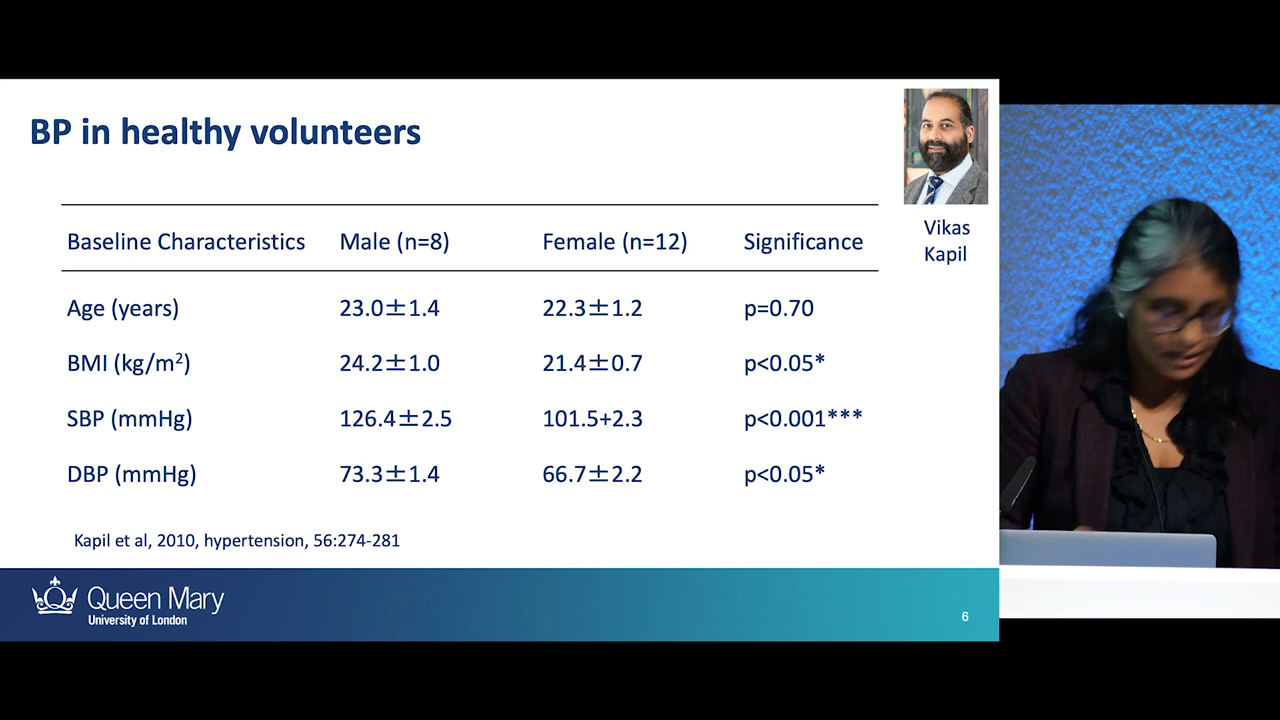 BP in healthy volunteers
Vikas
Kapil
Baseline Characteristics Male (n=8) Female (n=12) Significance
Age (years) 23.0±1.4 22.3±1.2 p=0.70
BMI (kg/m²) 24.2±1.0 21.4±0.7 p<0.05*
SBP (mmHg) 126.4±2.5 101.5+2.3 p<0.001***
DBP (mmHg) 73.3±1.4 66.7±2.2 p<0.05*
Kapil et al, 2010, hypertension, 56:274-281
Queen Mary
University of London
6